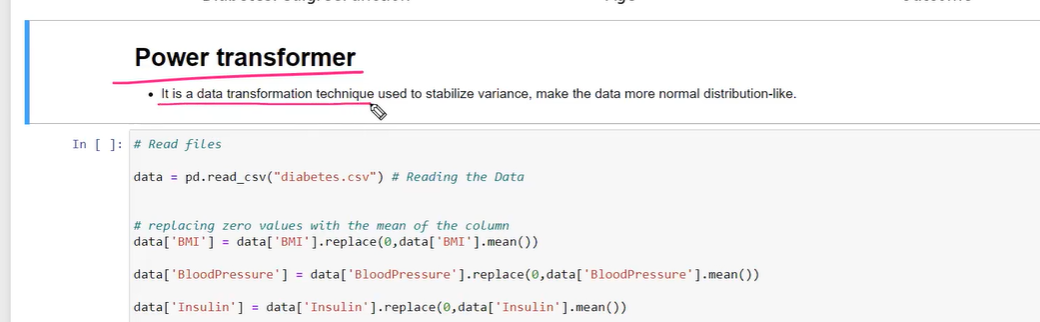 Power transformer
• It is a data transformation technique used to stabilize variance, make the data more normal distribution-like.
In [ ]: # Read files
data = pd.read_csv("diabetes.csv") # Reading the Data
# replacing zero values with the mean of the column
data['BMI'] = data['BMI'].replace(0,data['BMI'].mean())
data['BloodPressure'] = data['BloodPressure'].replace(0,data['BloodPressure'].mean())
data['Insulin'] = data['Insulin'].replace(0,data['Insulin'].mean())